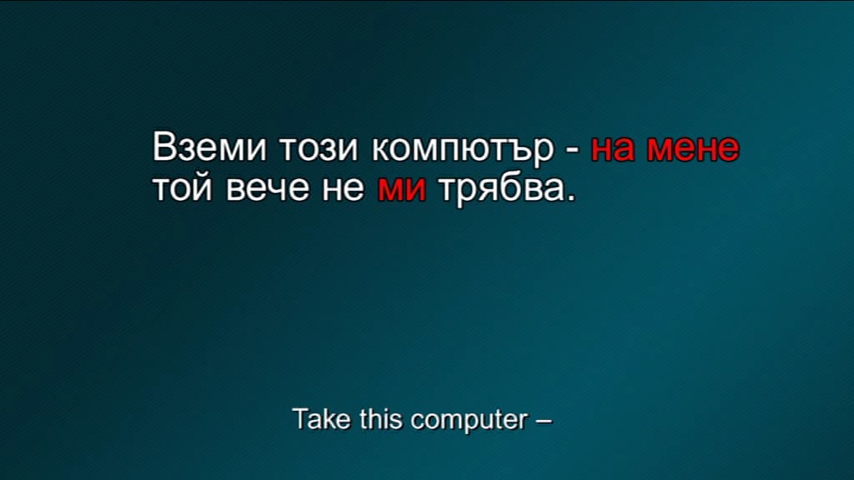 Вземи този компютър - на мене
той вече не ми трябва.
Take this computer –